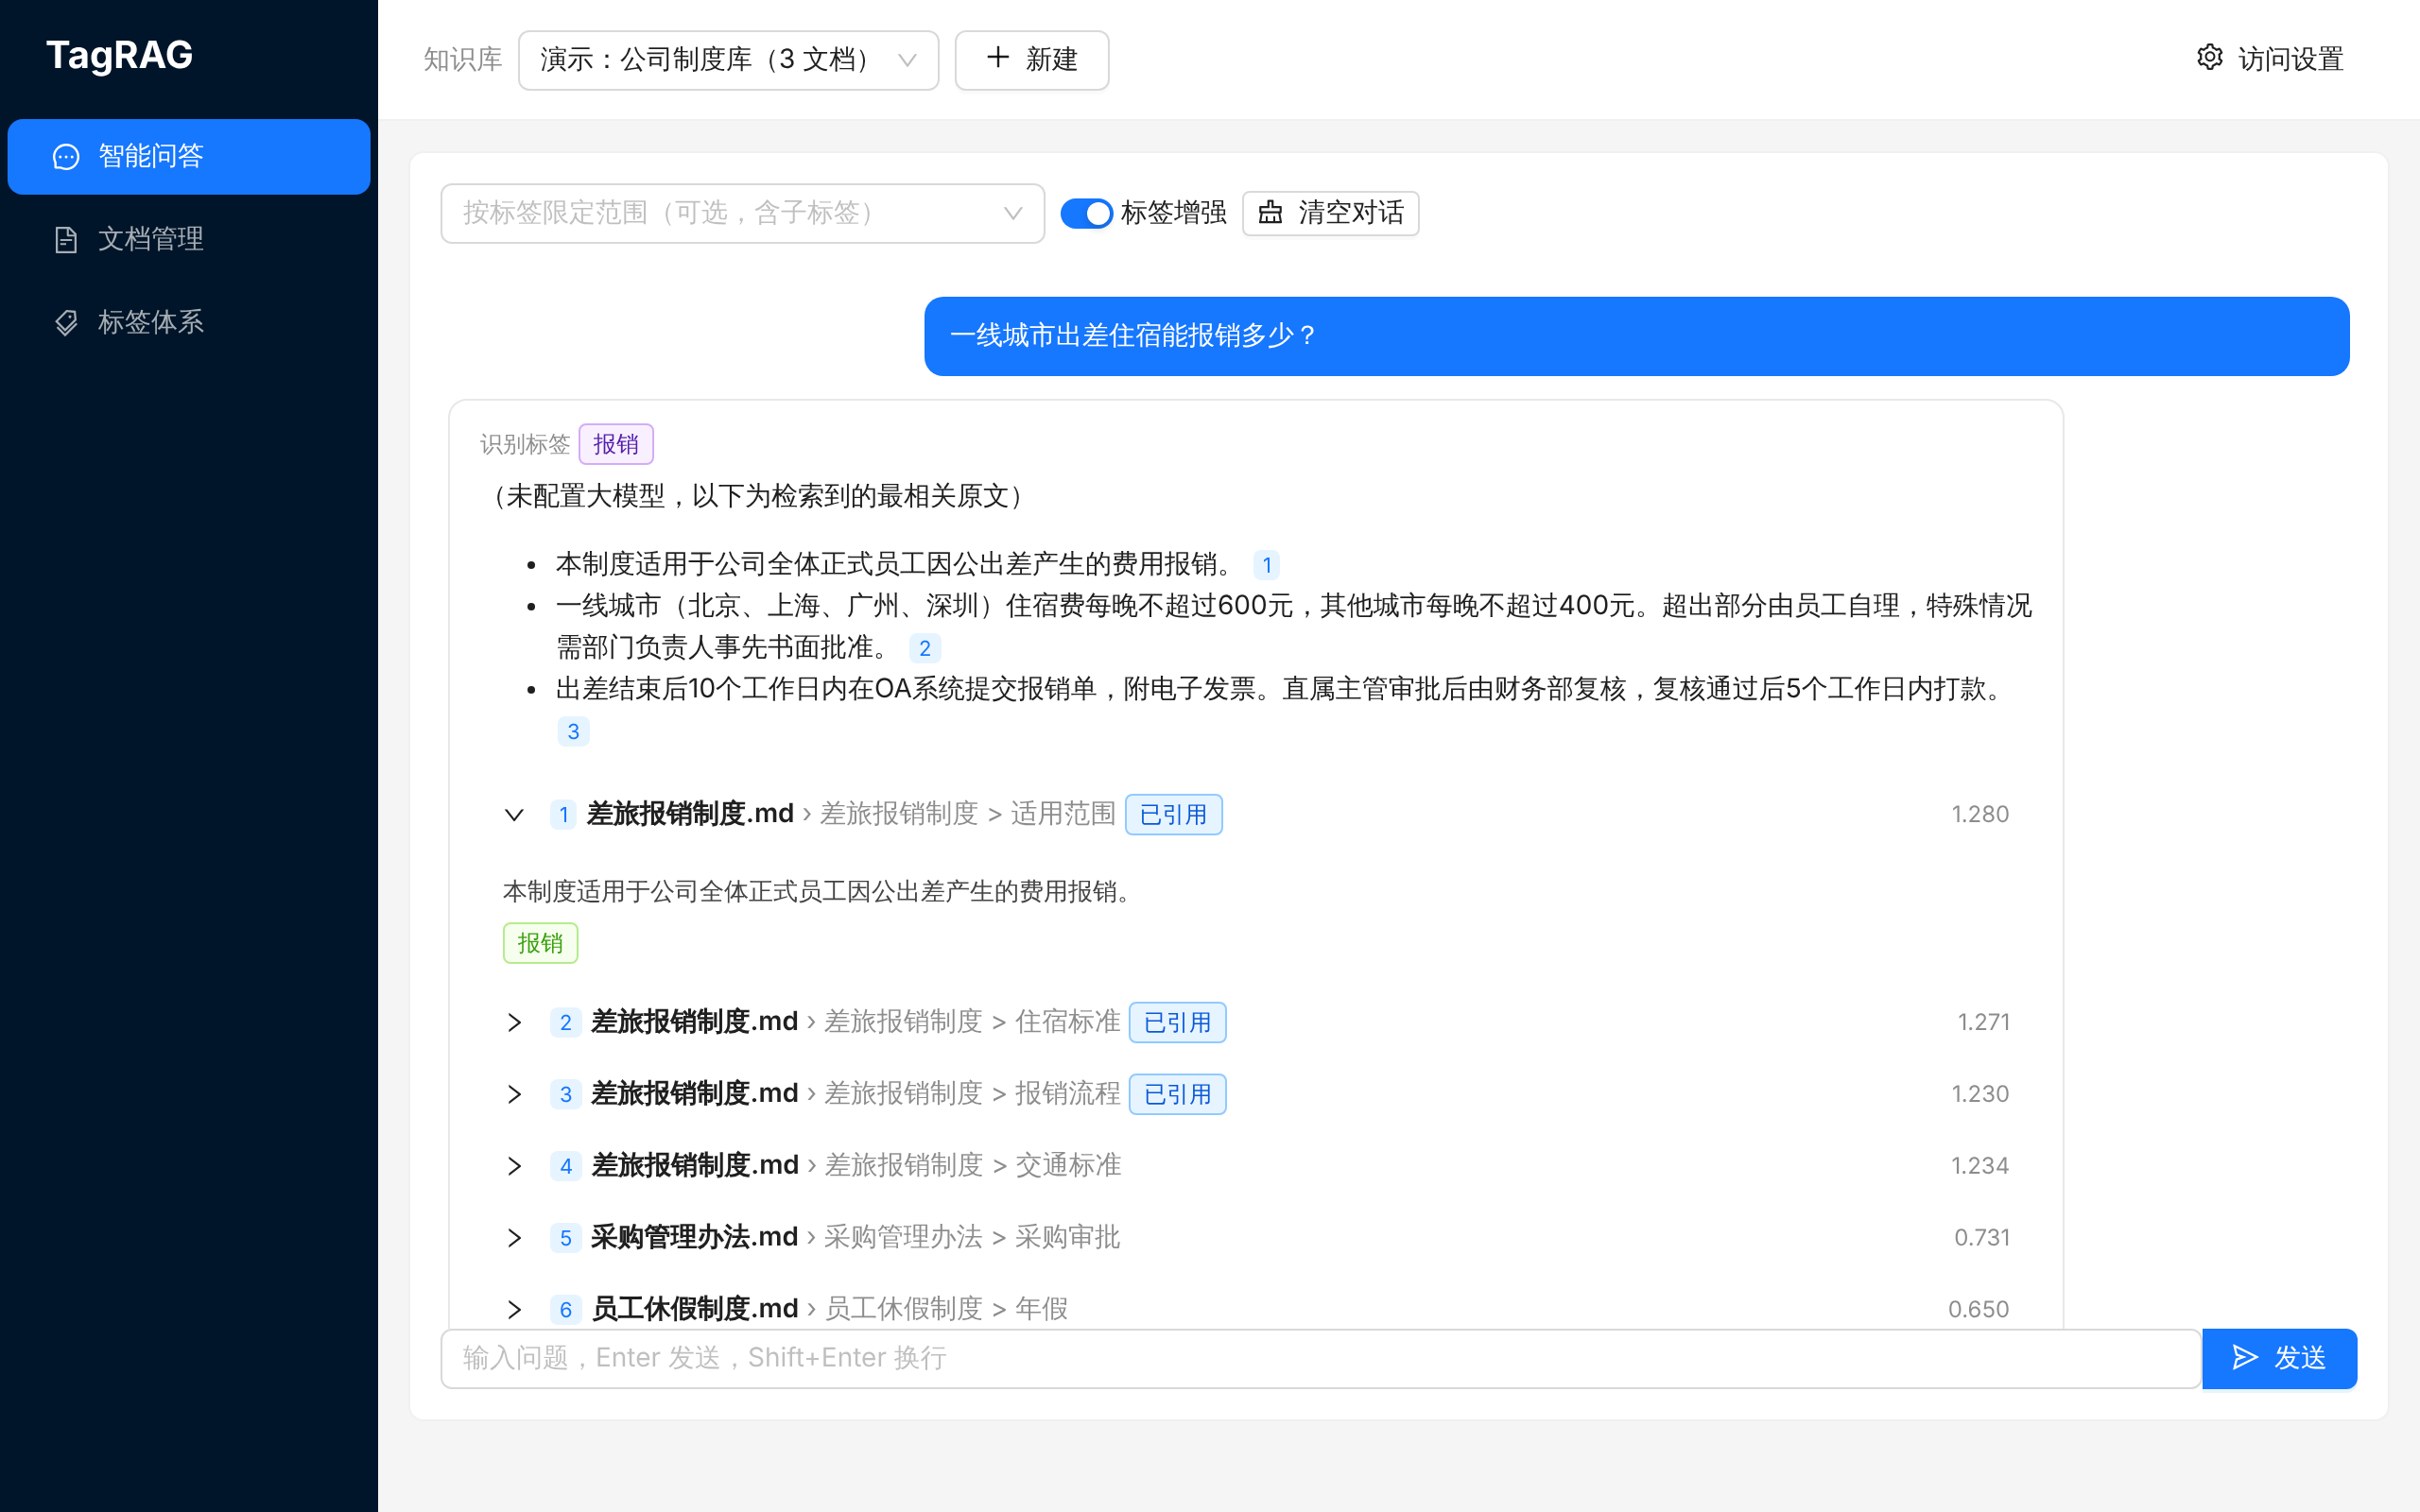 TagRAG
智能问答
文档管理
标签体系
知识库 演示：公司制度库（3 文档） 新建 访问设置
按标签限定范围（可选，含子标签） 标签增强 清空对话
一线城市出差住宿能报销多少？
识别标签 报销
（未配置大模型，以下为检索到的最相关原文）
• 本制度适用于公司全体正式员工因公出差产生的费用报销。 1
• 一线城市（北京、上海、广州、深圳）住宿费每晚不超过600元，其他城市每晚不超过400元。超出部分由员工自理，特殊情况
需部门负责人事先书面批准。 2
• 出差结束后10个工作日内在OA系统提交报销单，附电子发票。直属主管审批后由财务部复核，复核通过后5个工作日内打款。
3
1 差旅报销制度.md › 差旅报销制度 > 适用范围 已引用 1.280
本制度适用于公司全体正式员工因公出差产生的费用报销。
报销
2 差旅报销制度.md › 差旅报销制度 > 住宿标准 已引用 1.271
3 差旅报销制度.md › 差旅报销制度 > 报销流程 已引用 1.230
4 差旅报销制度.md › 差旅报销制度 > 交通标准 1.234
5 采购管理办法.md › 采购管理办法 > 采购审批 0.731
6 员工休假制度.md › 员工休假制度 > 年假 0.650
输入问题，Enter 发送，Shift+Enter 换行 发送